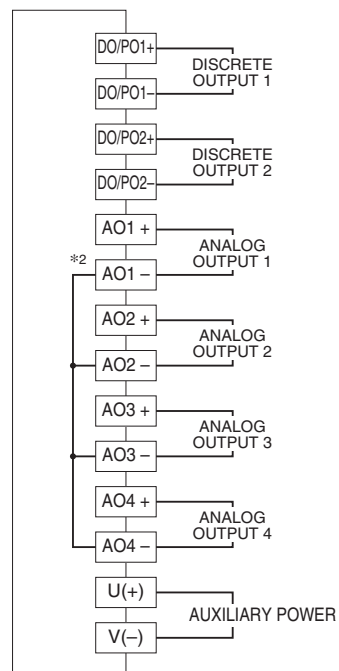 DO/PO1+
DISCRETE
OUTPUT 1
DO/PO1–
DO/PO2+
DISCRETE
OUTPUT 2
DO/PO2–
AO1 +
ANALOG
OUTPUT 1
*2
AO1 –
AO2 +
ANALOG
OUTPUT 2
AO2 –
AO3 +
ANALOG
OUTPUT 3
AO3 –
AO4 +
ANALOG
OUTPUT 4
AO4 –
U(+)
AUXILIARY POWER
V(–)